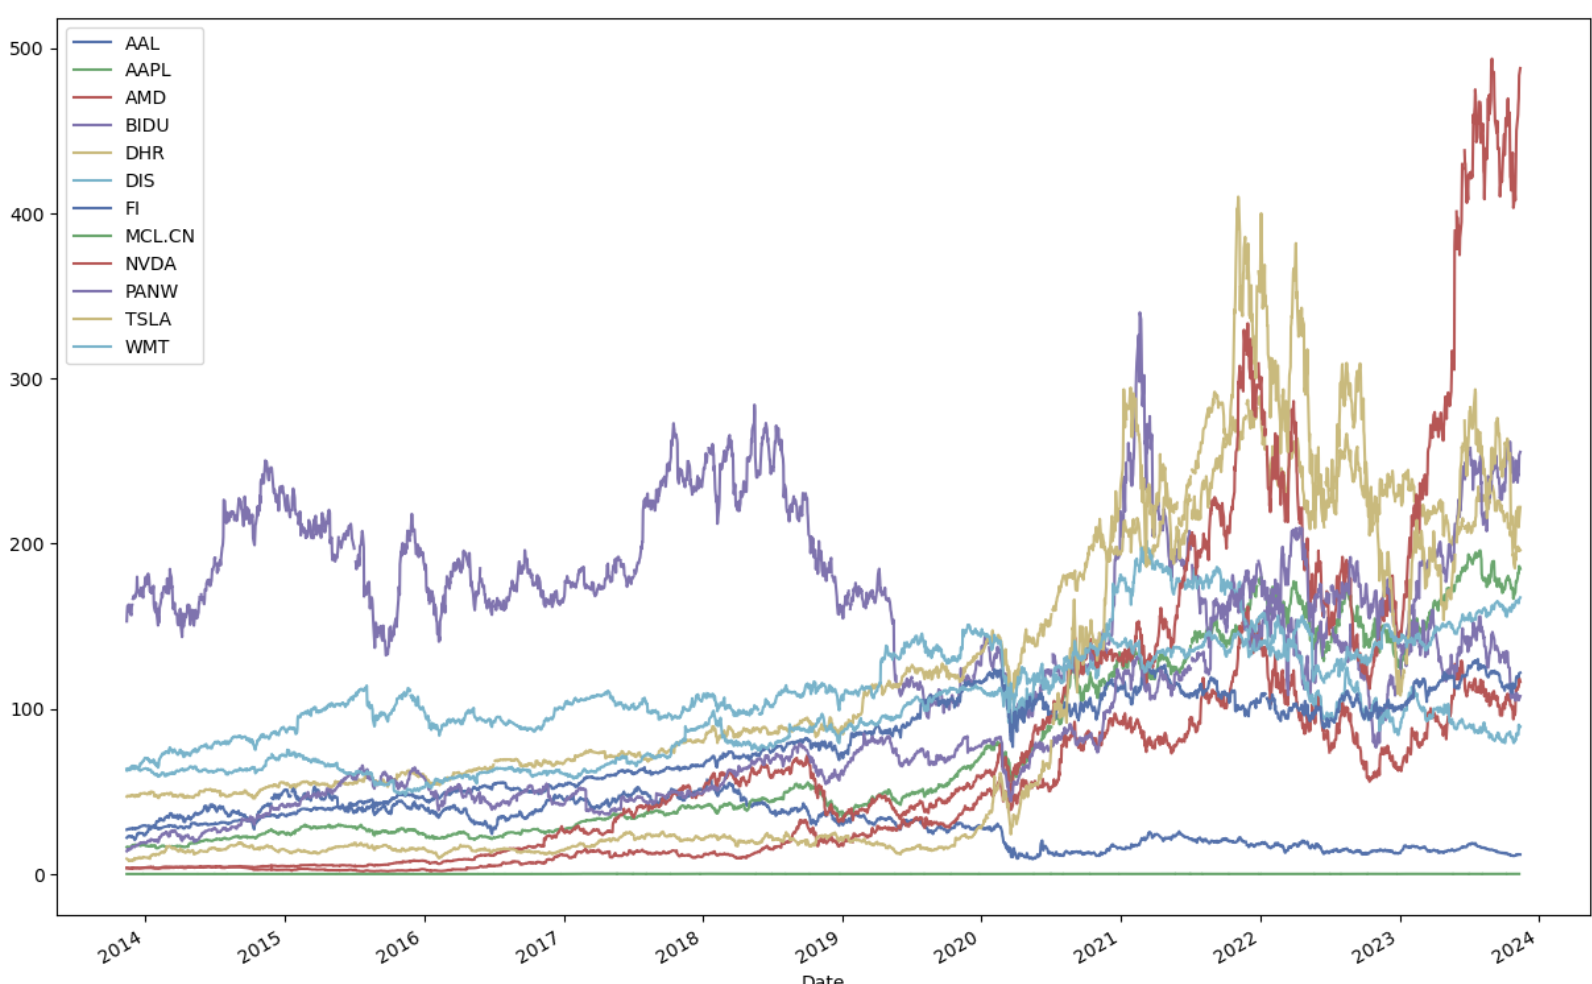 500
400
300
200
100
0
AAL
AAPL
AMD
BIDU
DHR
DIS
FI
MCL.CN
NVDA
PANW
TSLA
WMT
2014
2015
2016
2017
2018
2019
2020
2021
2022
2023
2024
Date